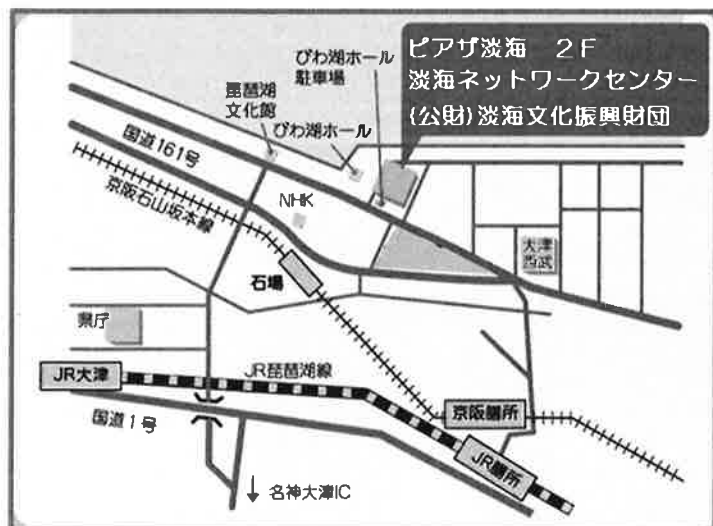 ピアザ淡海 2F
淡海ネットワークセンター
(公財)淡海文化振興財団
びわ湖ホール
駐車場
琵琶湖
文化館
びわ湖ホール
国道161号
京阪石山坂本線
NHK
大津
西武
石場
県庁
JR大津
JR琵琶湖線
京阪膳所
国道1号
JR膳所
↓ 名神大津IC